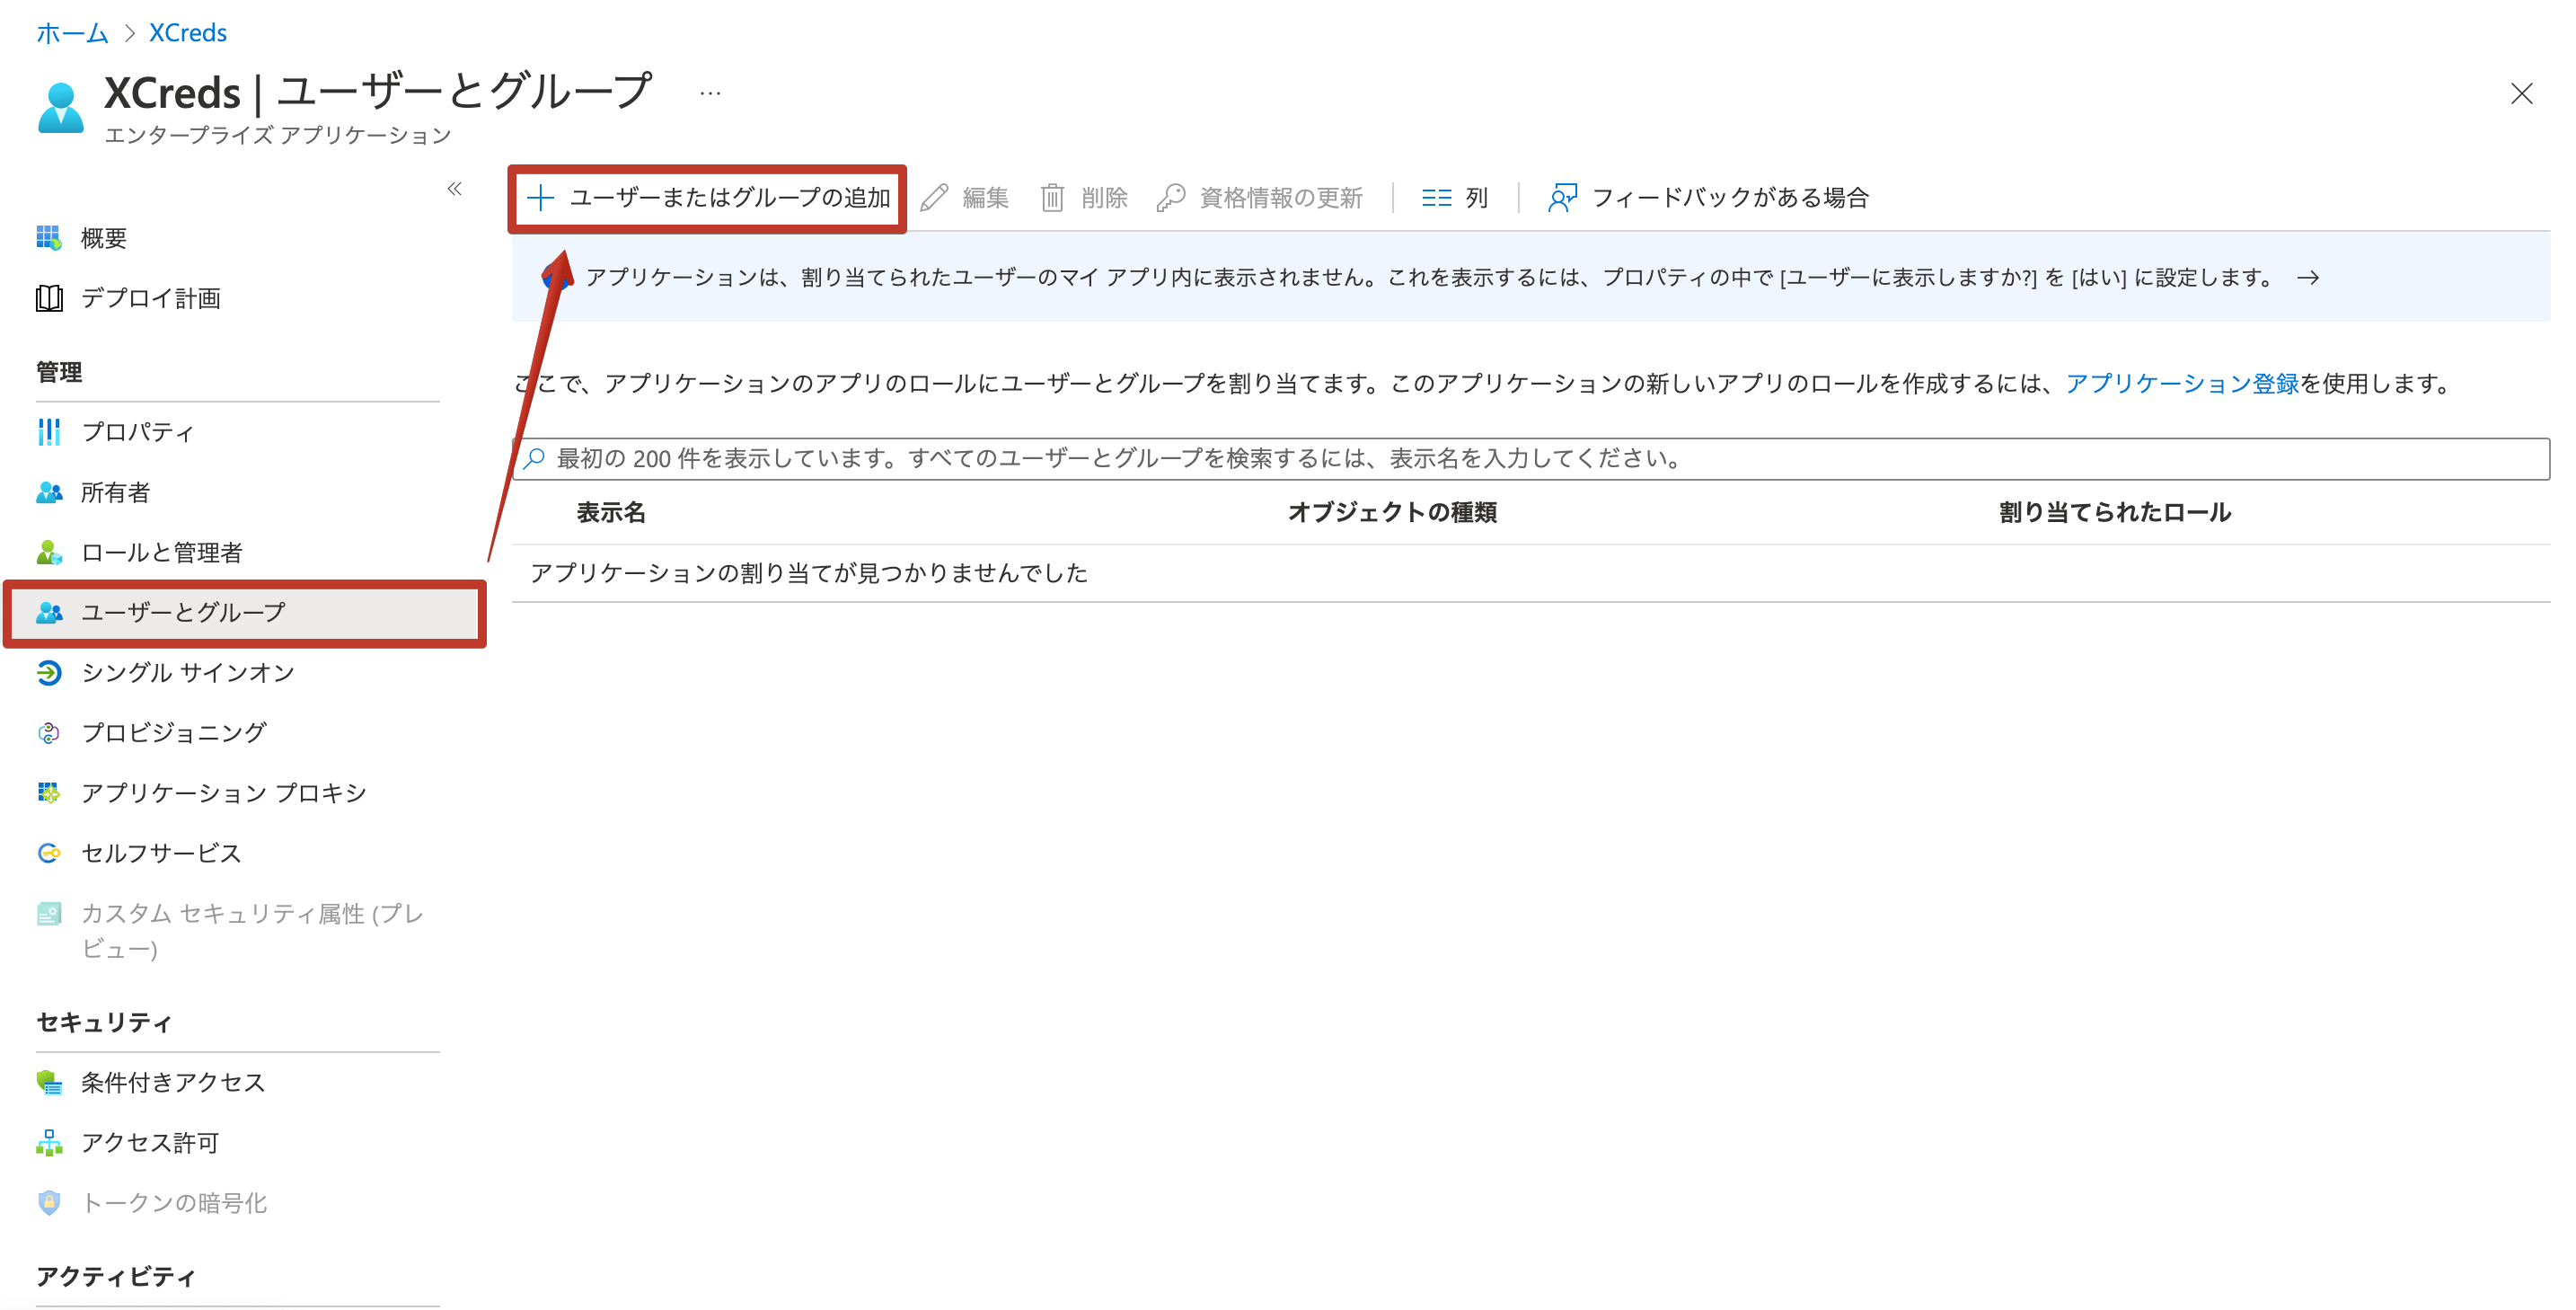 ホーム > XCreds
XCreds | ユーザーとグループ ...
エンタープライズ アプリケーション
概要
デプロイ計画
管理
プロパティ
所有者
ロールと管理者
ユーザーとグループ
シングル サインオン
プロビジョニング
アプリケーション プロキシ
セルフサービス
カスタム セキュリティ属性 (プレ
ビュー)
セキュリティ
条件付きアクセス
アクセス許可
トークンの暗号化
アクティビティ
ユーザーまたはグループの追加 編集 削除 資格情報の更新 列 フィードバックがある場合
アプリケーションは、割り当てられたユーザーのマイ アプリ内に表示されません。これを表示するには、プロパティの中で [ユーザーに表示しますか?] を [はい] に設定します。 →
ここで、アプリケーションのアプリのロールにユーザーとグループを割り当てます。このアプリケーションの新しいアプリのロールを作成するには、アプリケーション登録を使用します。
最初の 200 件を表示しています。すべてのユーザーとグループを検索するには、表示名を入力してください。
表示名 オブジェクトの種類 割り当てられたロール
アプリケーションの割り当てが見つかりませんでした